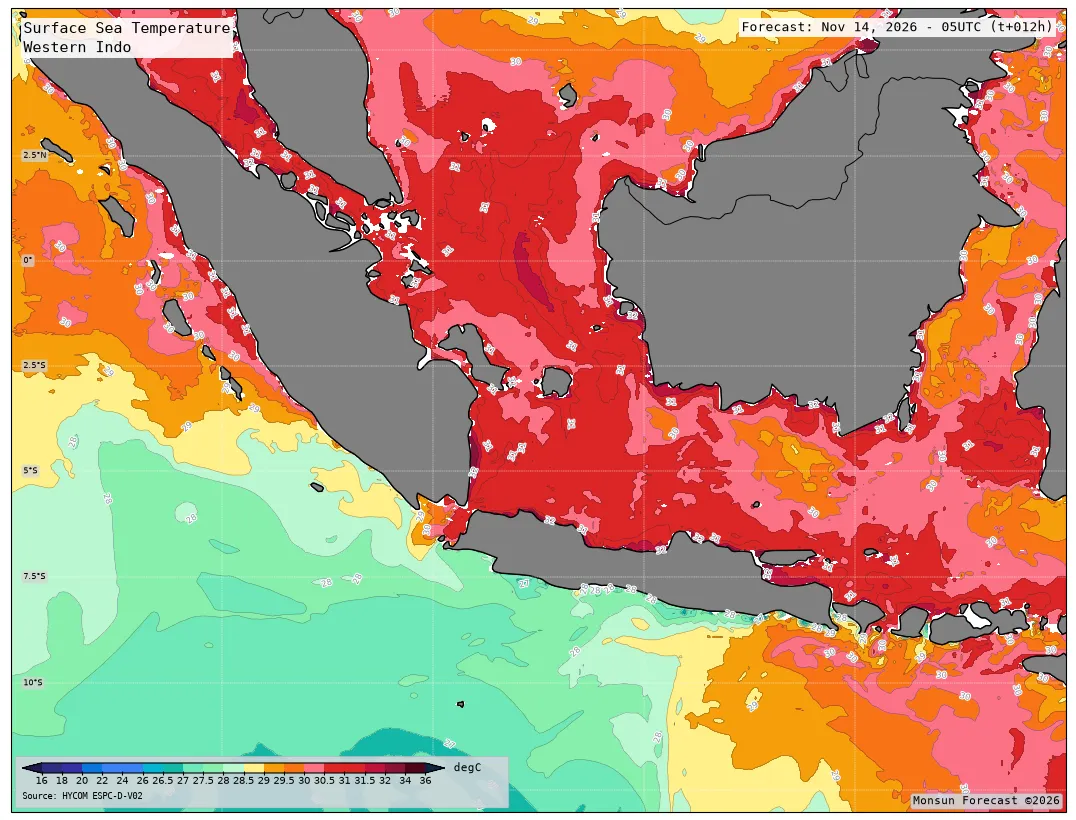 Surface Sea Temperature
Western Indo
Forecast: Nov 14, 2026 - 05UTC (t+012h)
2.5°N
0°
2.5°S
5°S
7.5°S
10°S
16 18 20 22 24 26 26.5 27 27.5 28 28.5 29 29.5 30 30.5 31 31.5 32 34 36 degC
Source: HYCOM ESPC-D-V02
Monsun Forecast ©2026